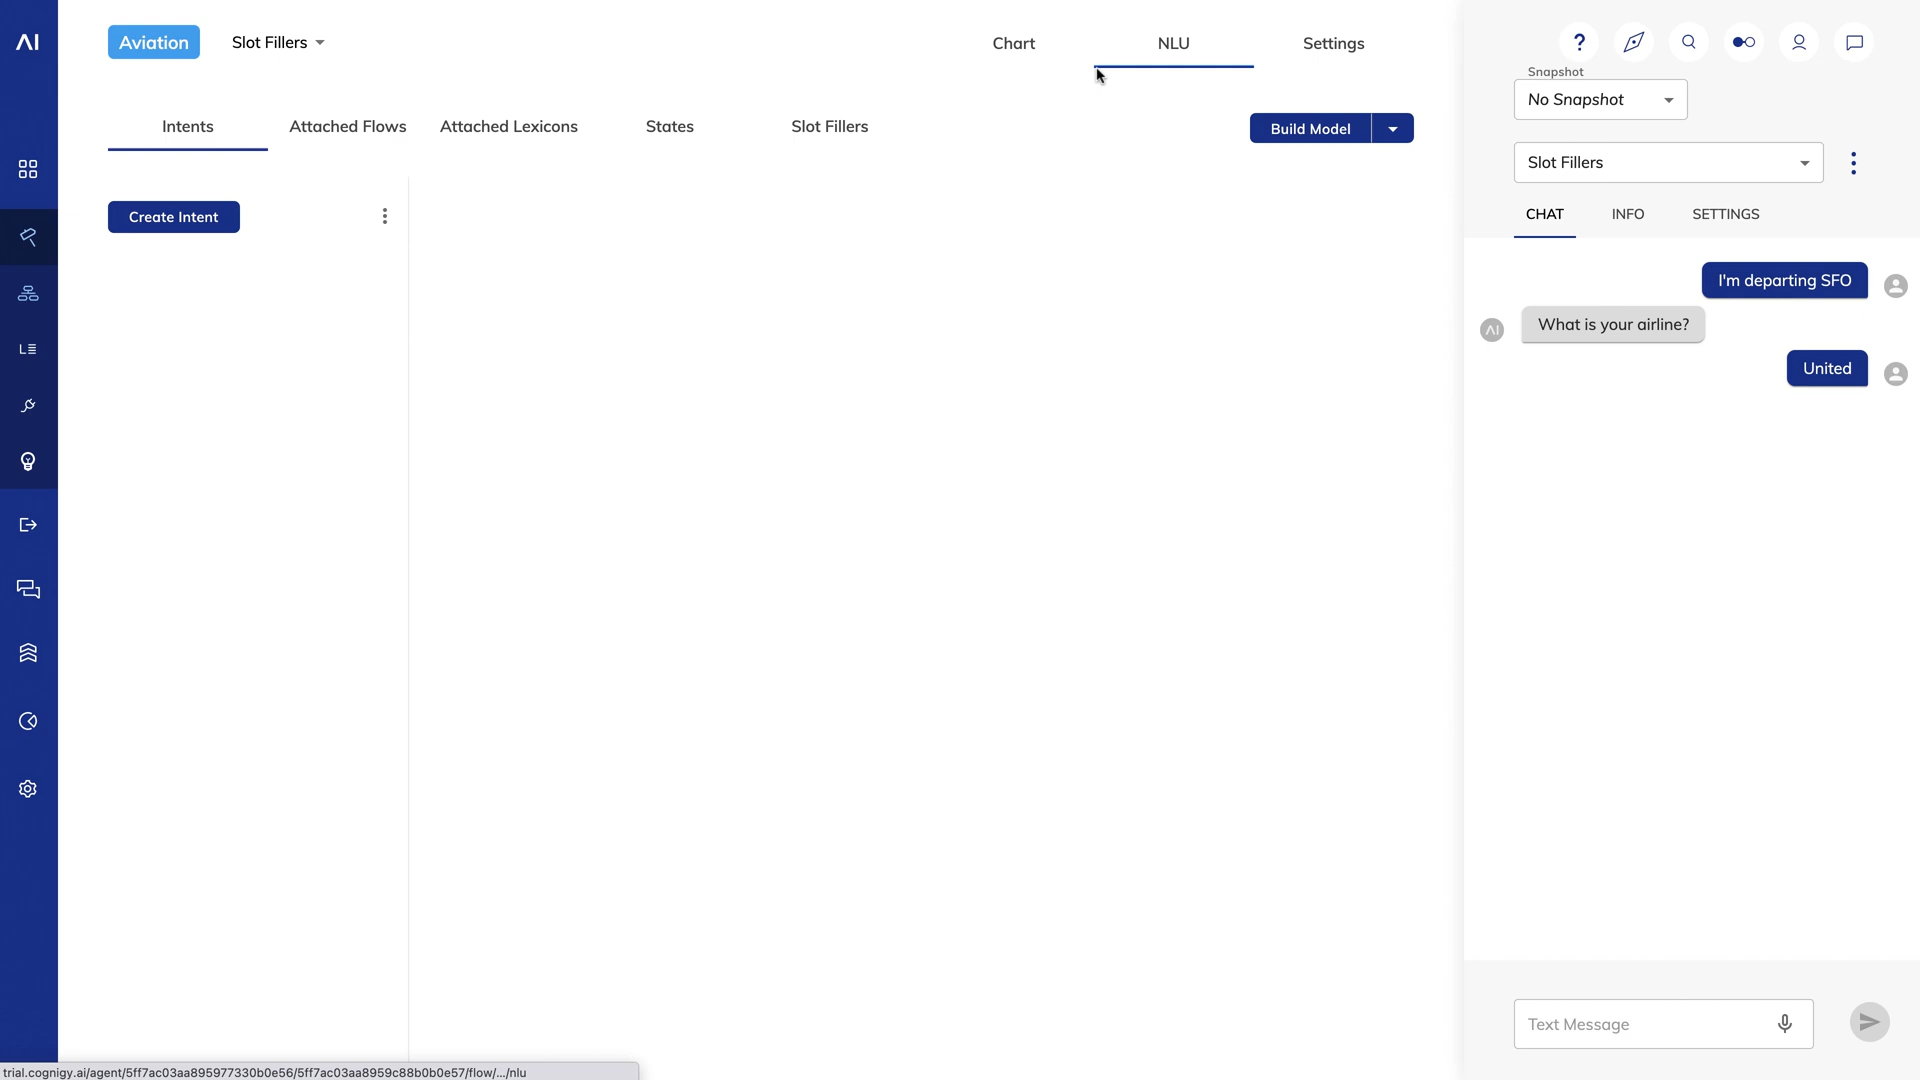 AI
Aviation
Slot Fillers
Chart
NLU
Settings
Intents
Attached Flows
Attached Lexicons
States
Slot Fillers
Build Model
Create Intent
?
Snapshot
No Snapshot
Slot Fillers
CHAT
INFO
SETTINGS
I'm departing SFO
AI
What is your airline?
United
Text Message
L
trial.cognigy.ai/agent/5ff7ac03aa895977330b0e56/5ff7ac03aa8959c88b0b0e57/flow/.../nlu